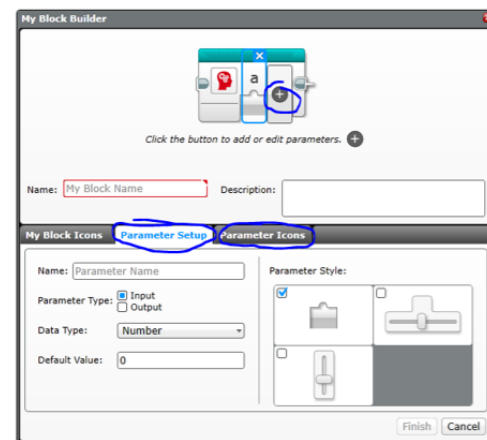 My Block Builder
a
Click the button to add or edit parameters.
Name: My Block Name Description:
My Block Icons Parameter Setup Parameter Icons
Name: Parameter Name Parameter Style:
Parameter Type: Input
Output
Data Type: Number
Default Value: 0
Finish Cancel